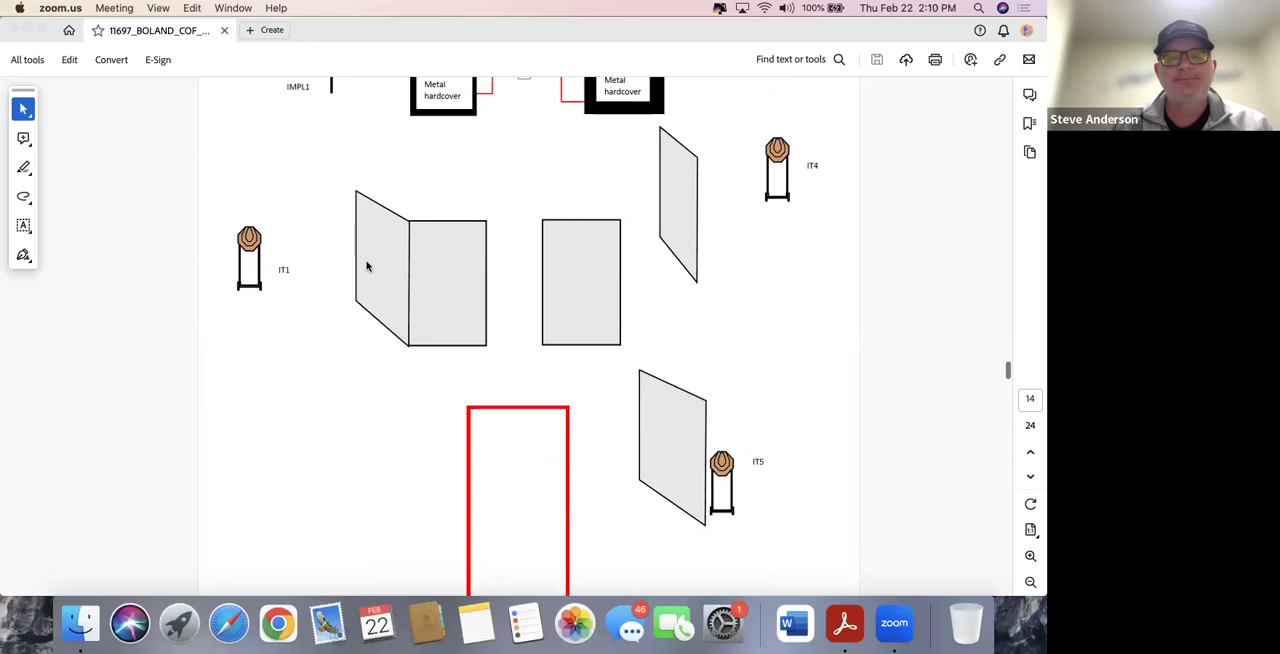 zoom.us Meeting View Edit Window Help 100% Thu Feb 22 2:10 PM
11697_BOLAND_COF_... Create
All tools Edit Convert E-Sign Find text or tools
IMPL1
Metal
hardcover
Metal
hardcover
Steve Anderson
IT4
IT1
IT5
14
24
FEB
22
46
1
zoom